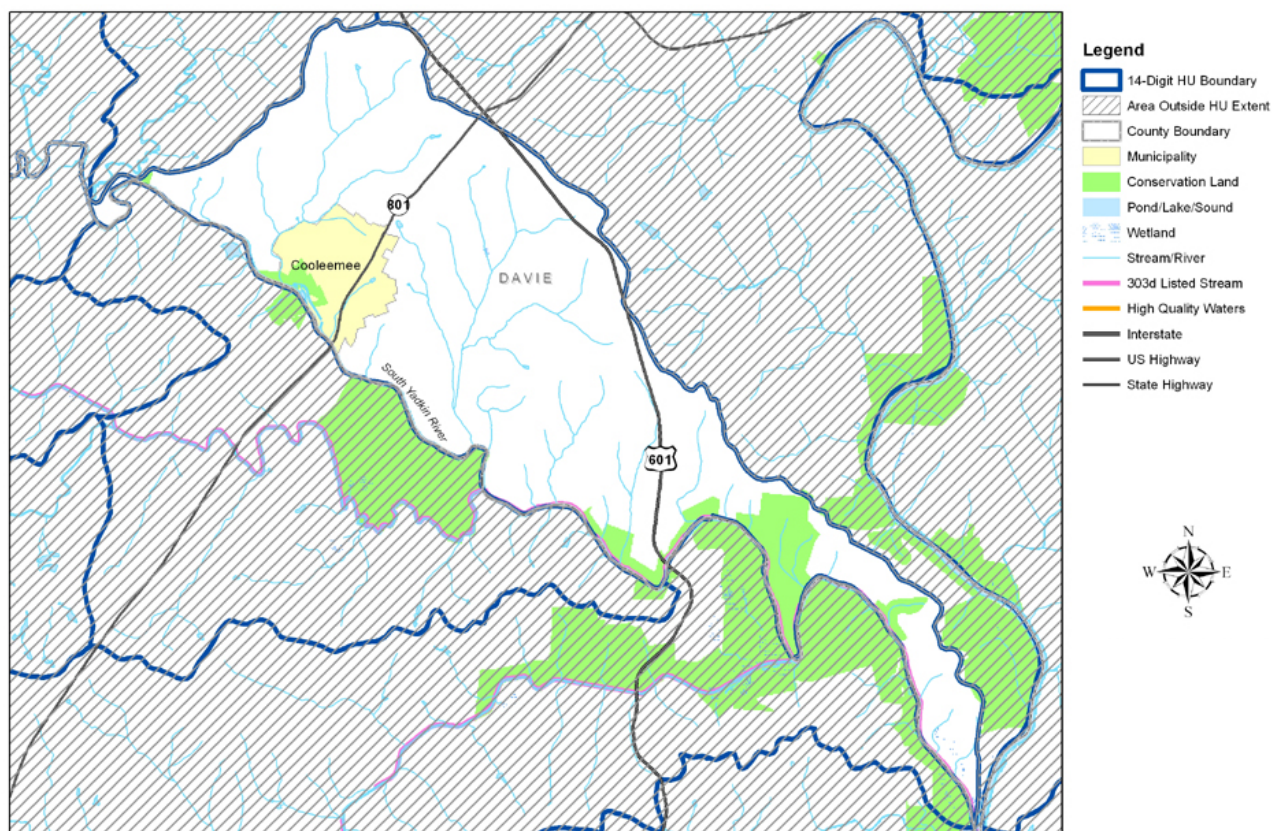 801
Cooleemee
DAVIE
South Yadkin River
601
Legend
14-Digit HU Boundary
Area Outside HU Extent
County Boundary
Municipality
Conservation Land
Pond/Lake/Sound
Wetland
Stream/River
303d Listed Stream
High Quality Waters
Interstate
US Highway
State Highway
N
W E
S